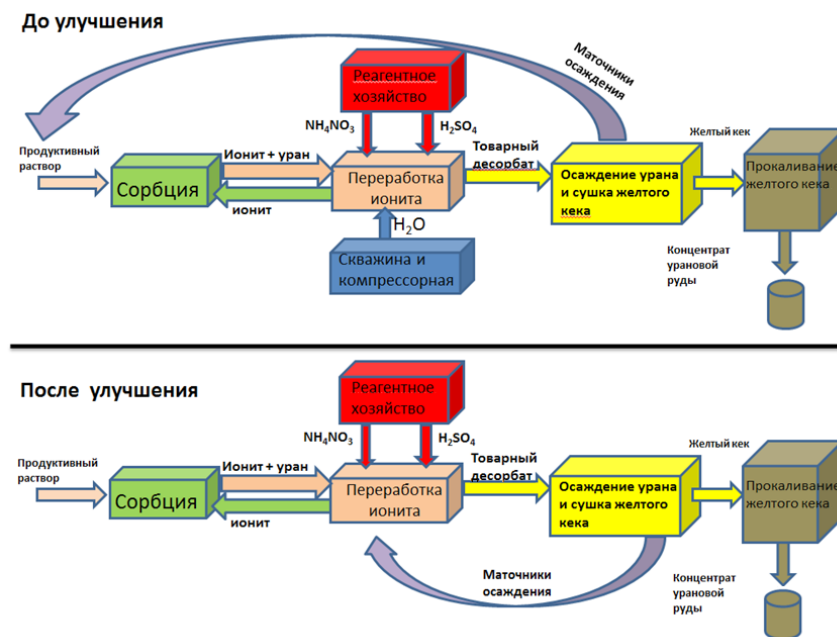 До улучшения
Маточники
осаждения
Реагентное
хозяйство
NH₄NO₃
H₂SO₄
Продуктивный
раствор
Ионит + уран
Сорбция
ионит
Переработка
ионита
Товарный
десорбат
Осаждение урана
и сушка желтого
кека
Желтый кек
Прокаливание
желтого кека
H₂O
Скважина и
компрессорная
Концентрат
урановой
руды
После улучшения
Реагентное
хозяйство
NH₄NO₃
H₂SO₄
Продуктивный
раствор
Ионит + уран
Сорбция
ионит
Переработка
ионита
Товарный
десорбат
Осаждение урана
и сушка желтого
кека
Желтый кек
Прокаливание
желтого кека
Маточники
осаждения
Концентрат
урановой
руды